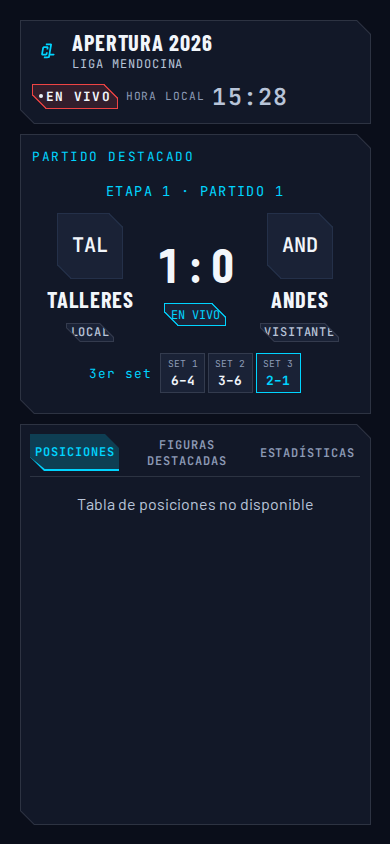 APERTURA 2026
LIGA MENDOCINA
•EN VIVO HORA LOCAL 15:28
PARTIDO DESTACADO
ETAPA 1 · PARTIDO 1
TAL 1:0 AND
TALLERES ANDES
EN VIVO
LOCAL VISITANTE
3er set
SET 1 SET 2 SET 3
6–4 3–6 2–1
POSICIONES FIGURAS DESTACADAS ESTADÍSTICAS
Tabla de posiciones no disponible